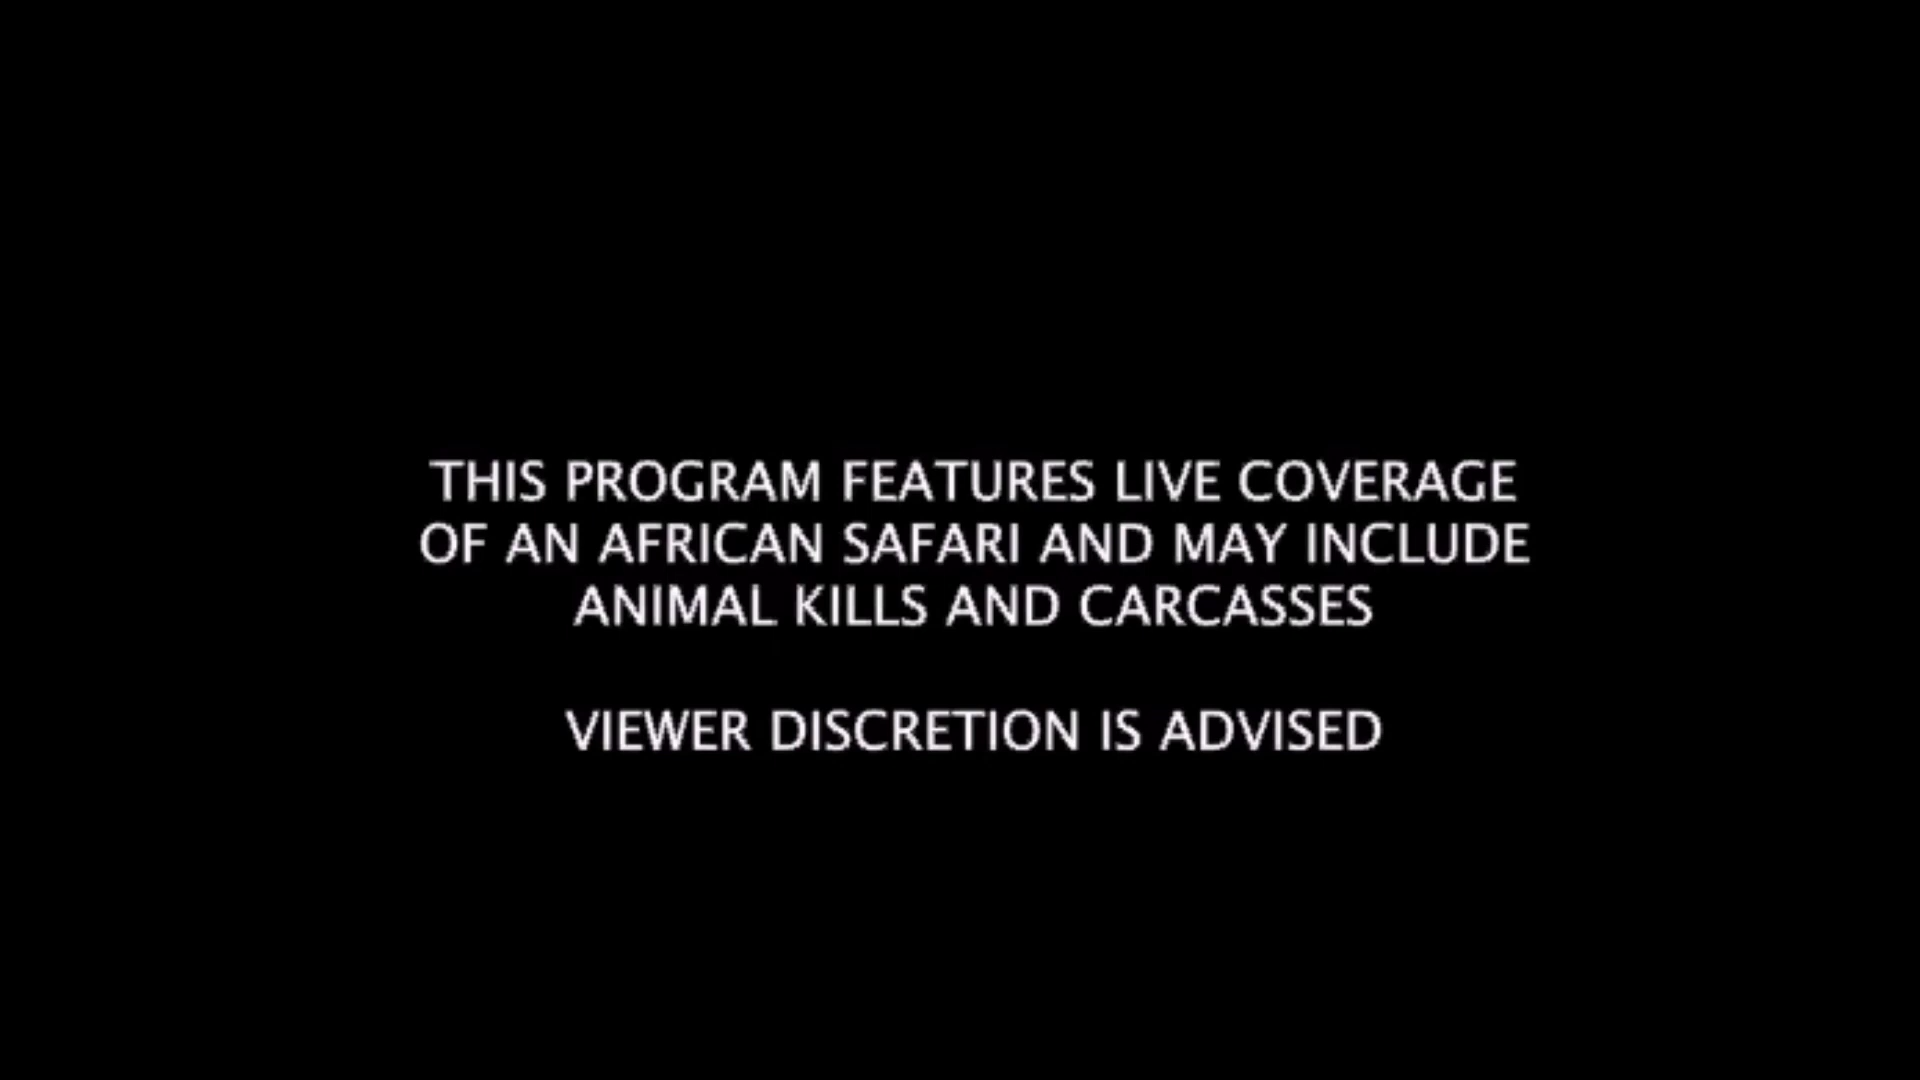 THIS PROGRAM FEATURES LIVE COVERAGE
OF AN AFRICAN SAFARI AND MAY INCLUDE
ANIMAL KILLS AND CARCASSES
VIEWER DISCRETION IS ADVISED